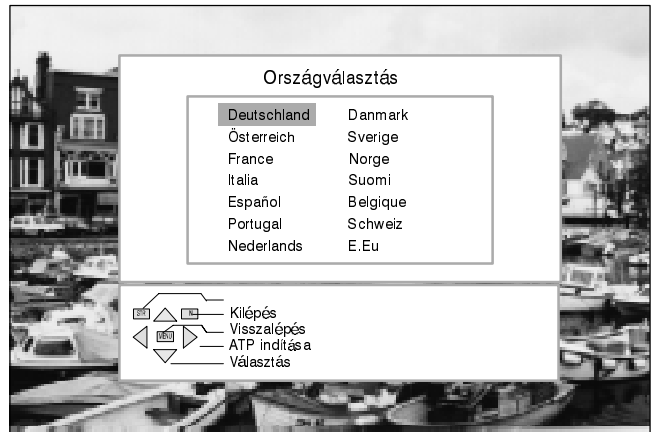 Országválasztás
Deutschland Danmark
Österreich Sverige
France Norge
Italia Suomi
Español Belgique
Portugal Schweiz
Nederlands E.Eu
STR N
Kilépés
MENU Visszalépés
ATP indítása
Választás